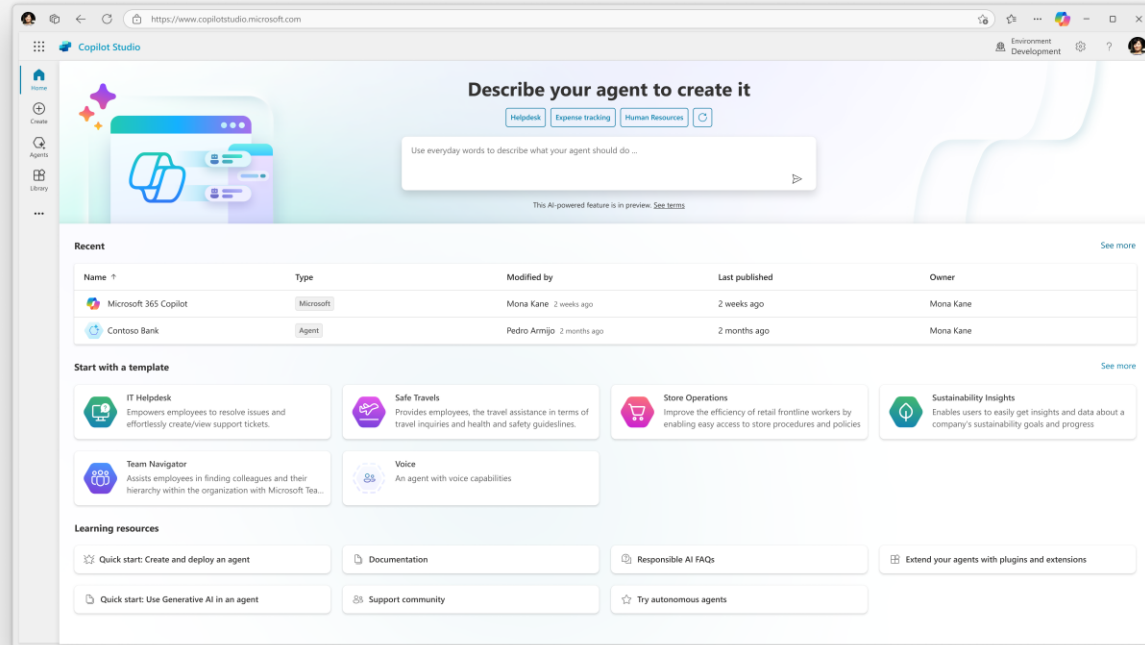 https://www.copilotstudio.microsoft.com
Copilot Studio
Environment
Development
?
Home
Create
Agents
Library
Describe your agent to create it
Helpdesk
Expense tracking
Human Resources
Use everyday words to describe what your agent should do ...
This AI-powered feature is in preview. See terms
Recent
See more
Name ↑ Type Modified by Last published Owner
Microsoft 365 Copilot Microsoft Mona Kane 2 weeks ago 2 weeks ago Mona Kane
Contoso Bank Agent Pedro Armijo 2 months ago 2 months ago Mona Kane
Start with a template
See more
IT Helpdesk
Empowers employees to resolve issues and
effortlessly create/view support tickets.
Safe Travels
Provides employees, the travel assistance in terms of
travel inquiries and health and safety guideslines.
Store Operations
Improve the efficiency of retail frontline workers by
enabling easy access to store procedures and policies
Sustainability Insights
Enables users to easily get insights and data about a
company's sustainability goals and progress
Team Navigator
Assists employees in finding colleagues and their
hierarchy within the organization with Microsoft Tea...
Voice
An agent with voice capabilities
Learning resources
Quick start: Create and deploy an agent
Documentation
Responsible AI FAQs
Extend your agents with plugins and extensions
Quick start: Use Generative AI in an agent
Support community
Try autonomous agents